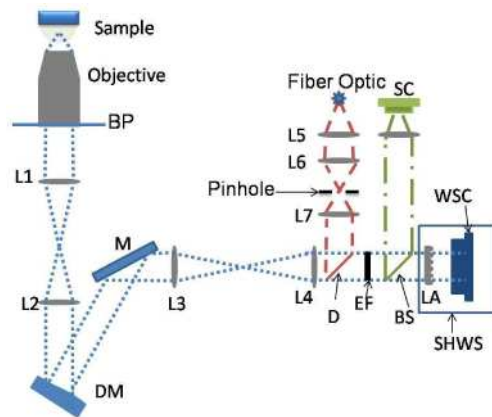 Sample
Objective
BP
L1
L2
M
DM
L3
L4
Fiber Optic
L5
L6
Pinhole
L7
D
EF
SC
BS
LA
WSC
SHWS